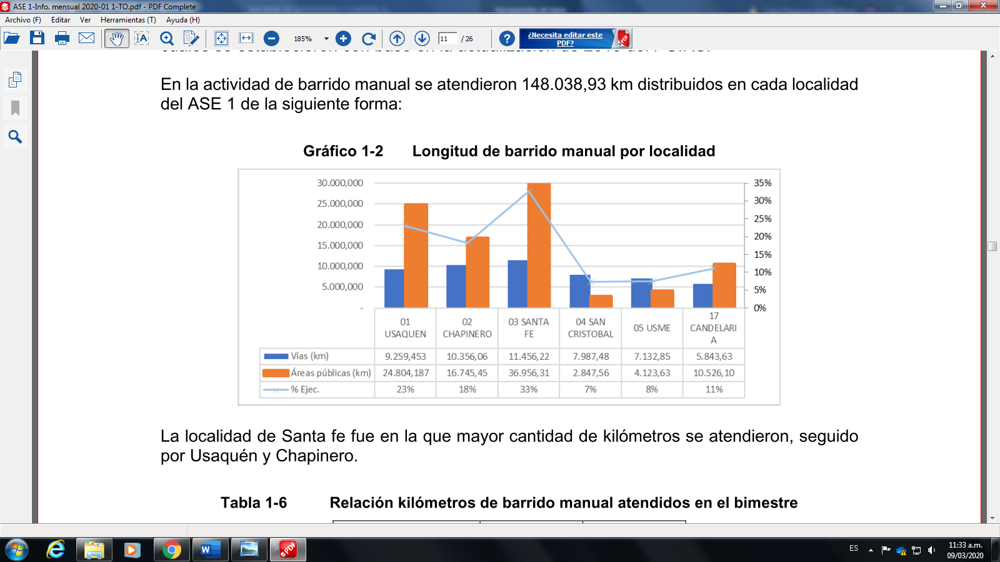 ASE 1-Info. mensual 2020-01 1-TO.pdf - PDF Complete
Archivo (F) Editar Ver Herramientas (T) Ayuda (H)
185% 11 / 26 ¿Necesita editar este PDF?
En la actividad de barrido manual se atendieron 148.038,93 km distribuidos en cada localidad
del ASE 1 de la siguiente forma:
Gráfico 1-2 Longitud de barrido manual por localidad
30.000,000 35%
25.000,000 30%
20.000,000 25%
15.000,000 20%
10.000,000 15%
5.000,000 10%
- 5%
0%
01 USAQUEN 02 CHAPINERO 03 SANTA FE 04 SAN CRISTOBAL 05 USME 17 CANDELARIA
Vías (km) 9.259,453 10.356,06 11.456,22 7.987,48 7.132,85 5.843,63
Áreas públicas (km) 24.804,187 16.745,45 36.956,31 2.847,56 4.123,63 10.526,10
% Ejec. 23% 18% 33% 7% 8% 11%
La localidad de Santa fe fue en la que mayor cantidad de kilómetros se atendieron, seguido
por Usaquén y Chapinero.
Tabla 1-6 Relación kilómetros de barrido manual atendidos en el bimestre
ES 11:33 a.m.
09/03/2020